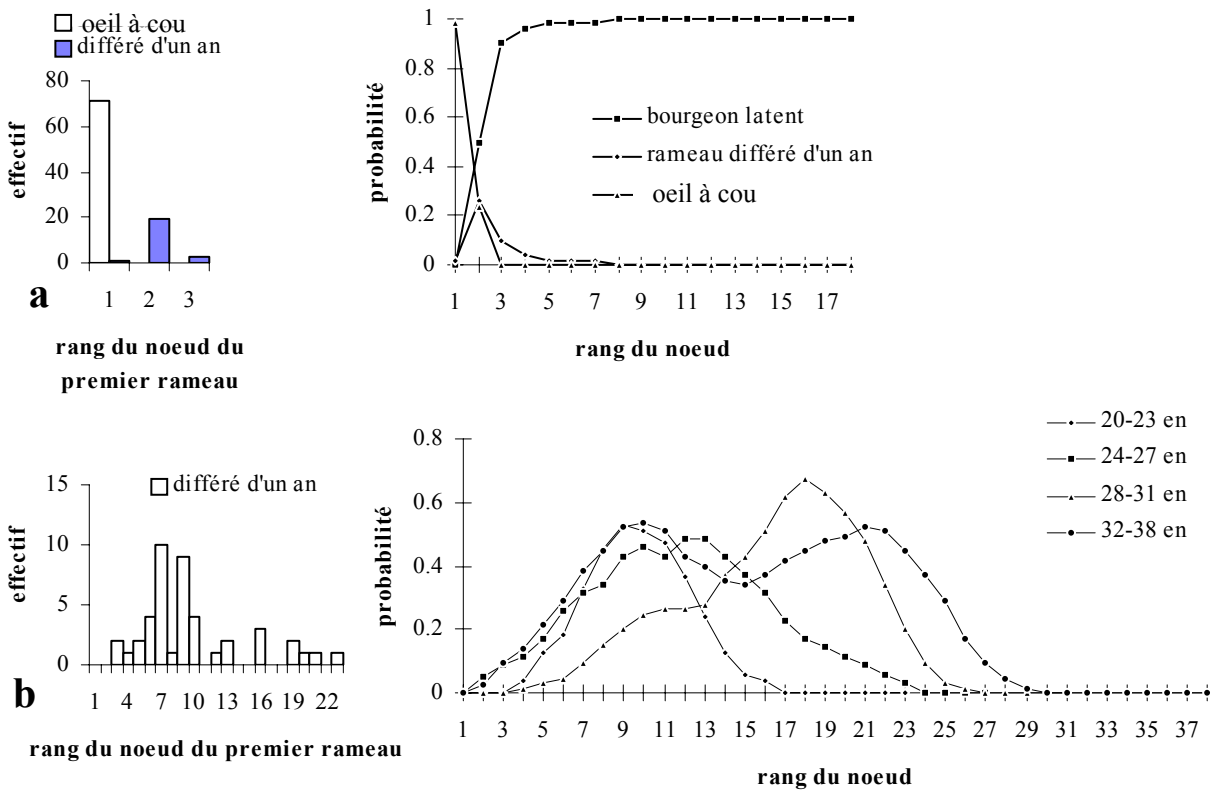 oeil à cou
différé d'un an
effectif
80
60
40
20
0
1 2 3
a
rang du noeud du
premier rameau
probabilité
1
0.8
0.6
0.4
0.2
0
bourgeon latent
rameau différé d'un an
oeil à cou
1 3 5 7 9 11 13 15 17
rang du noeud
effectif
15
10
5
0
différé d'un an
1 4 7 10 13 16 19 22
b
rang du noeud du premier rameau
probabilité
0.8
0.6
0.4
0.2
0
20-23 en
24-27 en
28-31 en
32-38 en
1 3 5 7 9 11 13 15 17 19 21 23 25 27 29 31 33 35 37
rang du noeud